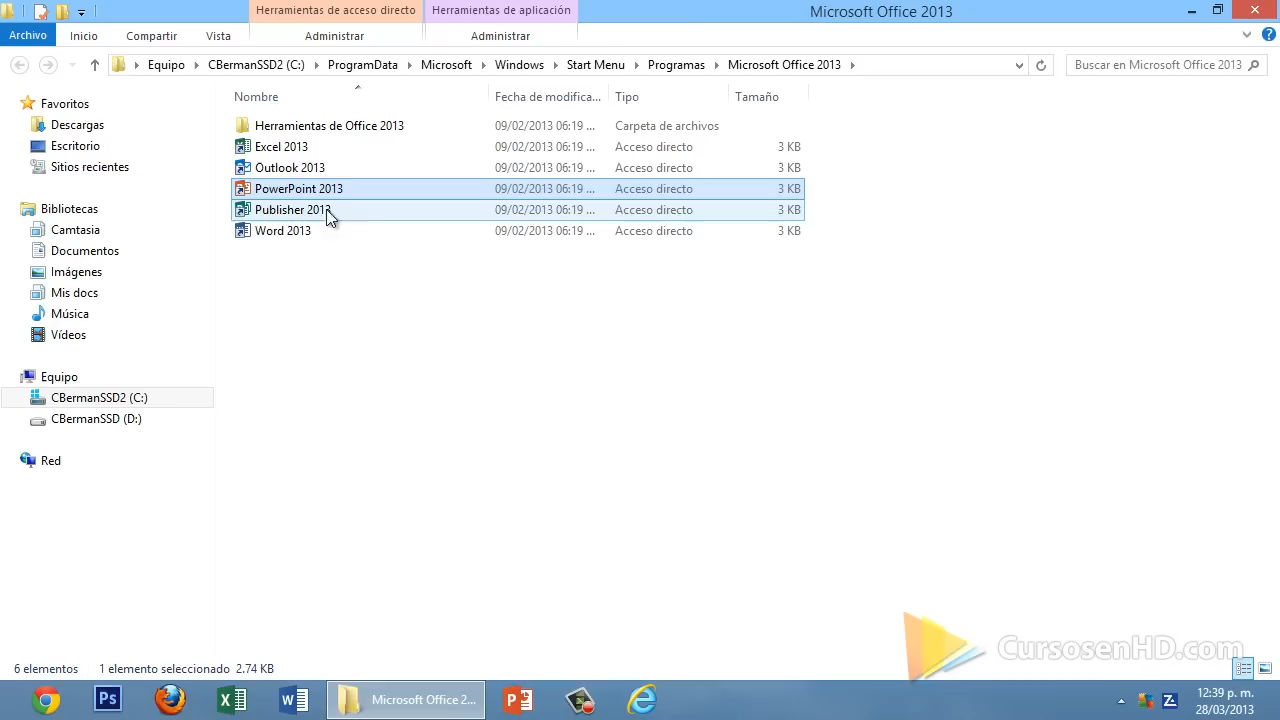 Herramientas de acceso directo
Herramientas de aplicación
Microsoft Office 2013
Archivo
Inicio
Compartir
Vista
Administrar
Administrar
Equipo
CBermanSSD2 (C:)
ProgramData
Microsoft
Windows
Start Menu
Programas
Microsoft Office 2013
Buscar en Microsoft Office 2013
Nombre
Fecha de modifica...
Tipo
Tamaño
Herramientas de Office 2013 09/02/2013 06:19 ... Carpeta de archivos
Excel 2013 09/02/2013 06:19 ... Acceso directo 3 KB
Outlook 2013 09/02/2013 06:19 ... Acceso directo 3 KB
PowerPoint 2013 09/02/2013 06:19 ... Acceso directo 3 KB
Publisher 2013 09/02/2013 06:19 ... Acceso directo 3 KB
Word 2013 09/02/2013 06:19 ... Acceso directo 3 KB
Favoritos
Descargas
Escritorio
Sitios recientes
Bibliotecas
Camtasia
Documentos
Imágenes
Mis docs
Música
Vídeos
Equipo
CBermanSSD2 (C:)
CBermanSSD (D:)
Red
CursosenHD.com
6 elementos
1 elemento seleccionado 2.74 KB
Ps
Microsoft Office 2...
12:39 p. m.
28/03/2013